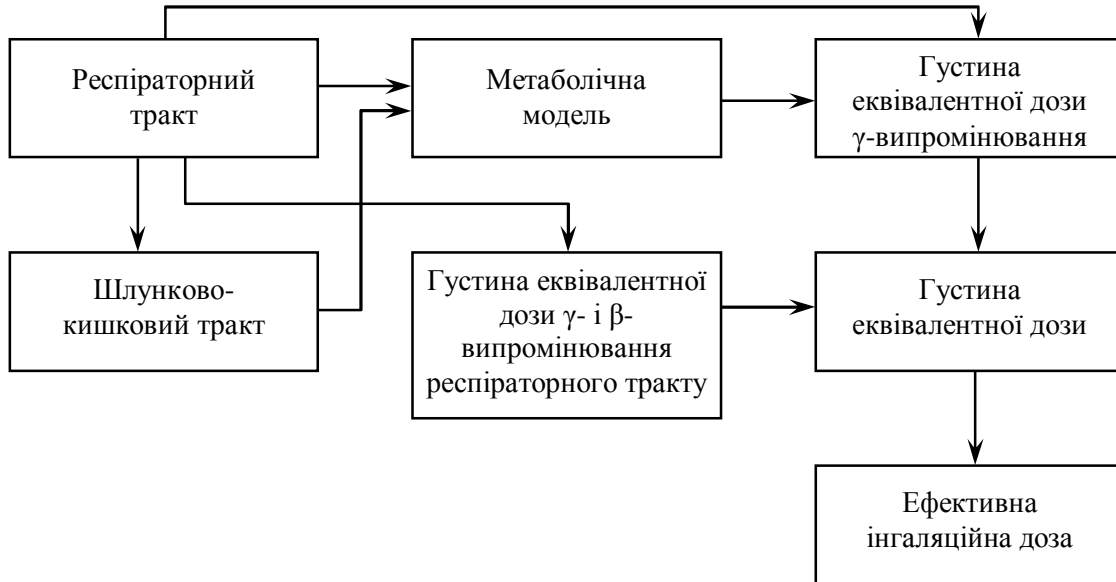 Респіраторний
тракт
Метаболічна
модель
Густина
еквівалентної дози
γ-випромінювання
Шлунково-
кишковий тракт
Густина еквівалентної
дози γ- і β-
випромінювання
респіраторного тракту
Густина
еквівалентної дози
Ефективна
інгаляційна доза